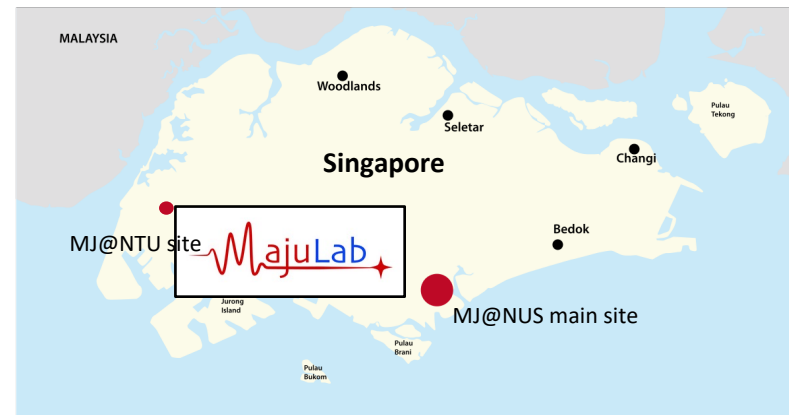 MALAYSIA
Woodlands
Pulau
Tekong
Seletar
Changi
Singapore
MJ@NTU site
MajuLab
Bedok
Jurong
Island
MJ@NUS main site
Pulau
Brani
Pulau
Bukom